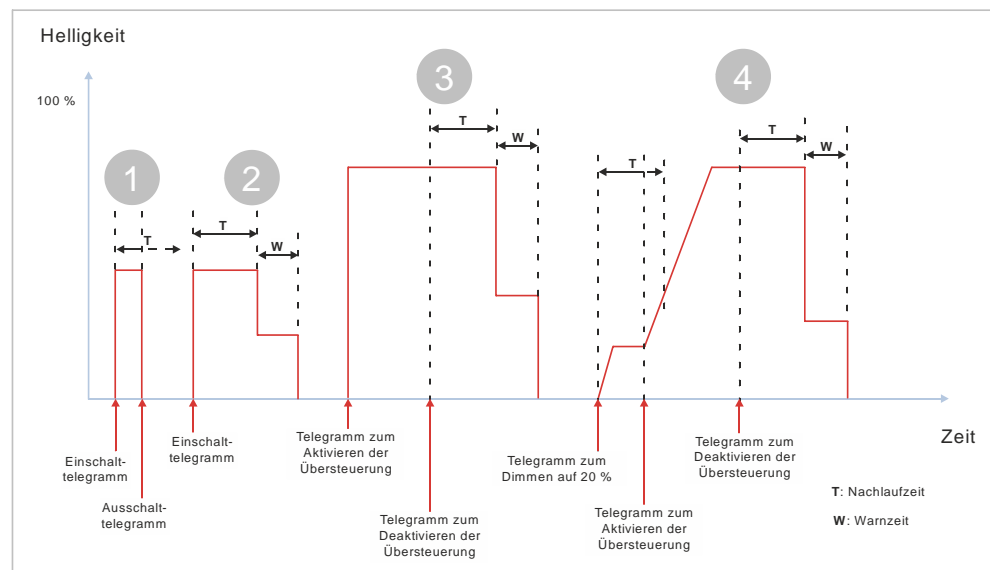 Helligkeit
100 %
1
2
3
4
T
T
W
T
W
T
T
W
Einschalt-
telegramm
Ausschalt-
telegramm
Einschalt-
telegramm
Telegramm zum
Aktivieren der
Übersteuerung
Telegramm zum
Deaktivieren der
Übersteuerung
Telegramm zum
Dimmen auf 20 %
Telegramm zum
Aktivieren der
Übersteuerung
Telegramm zum
Deaktivieren der
Übersteuerung
Zeit
T: Nachlaufzeit
W: Warnzeit